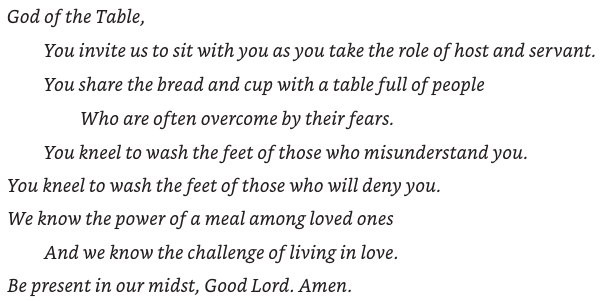 God of the Table,
You invite us to sit with you as you take the role of host and servant.
You share the bread and cup with a table full of people
Who are often overcome by their fears.
You kneel to wash the feet of those who misunderstand you.
You kneel to wash the feet of those who will deny you.
We know the power of a meal among loved ones
And we know the challenge of living in love.
Be present in our midst, Good Lord. Amen.